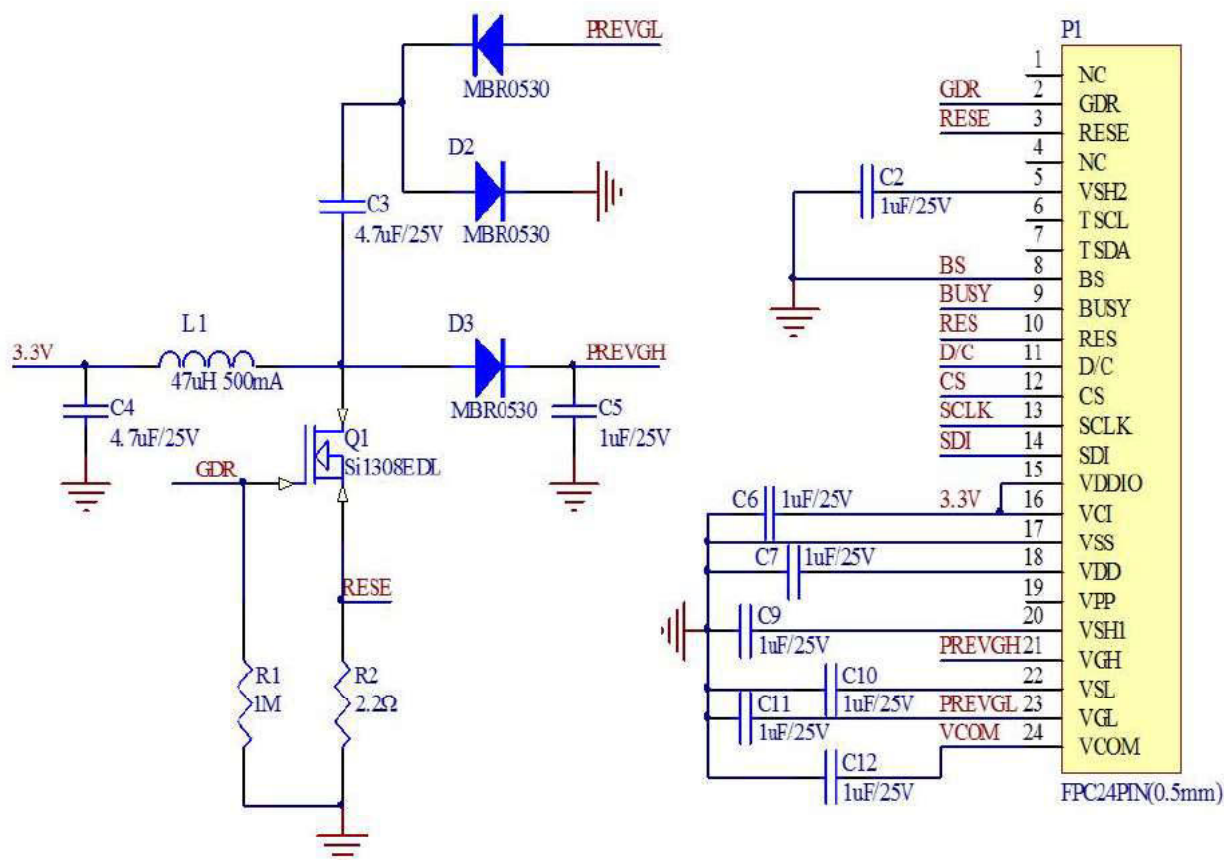 PREVGL
MBR0530
D2
C3
4.7uF/25V
MBR0530
L1
3.3V
47uH 500mA
D3
PREVGH
MBR0530
C4
4.7uF/25V
C5
1uF/25V
Q1
Si1308EDL
GDR
RESE
R1
1M
R2
2.2Ω
P1
1 NC
GDR 2 GDR
RESE 3 RESE
4 NC
C2
1uF/25V
5 VSH2
6 TSCL
7 TSDA
BS 8 BS
BUSY 9 BUSY
RES 10 RES
D/C 11 D/C
CS 12 CS
SCLK 13 SCLK
SDI 14 SDI
15 VDDIO
C6 1uF/25V 3.3V 16 VCI
17 VSS
C7 1uF/25V 18 VDD
19 VPP
C9 20 VSH1
1uF/25V
PREVGH 21 VGH
C10 22 VSL
1uF/25V
C11 PREVGL 23 VGL
1uF/25V
VCOM 24 VCOM
C12
1uF/25V
FPC24PIN(0.5mm)